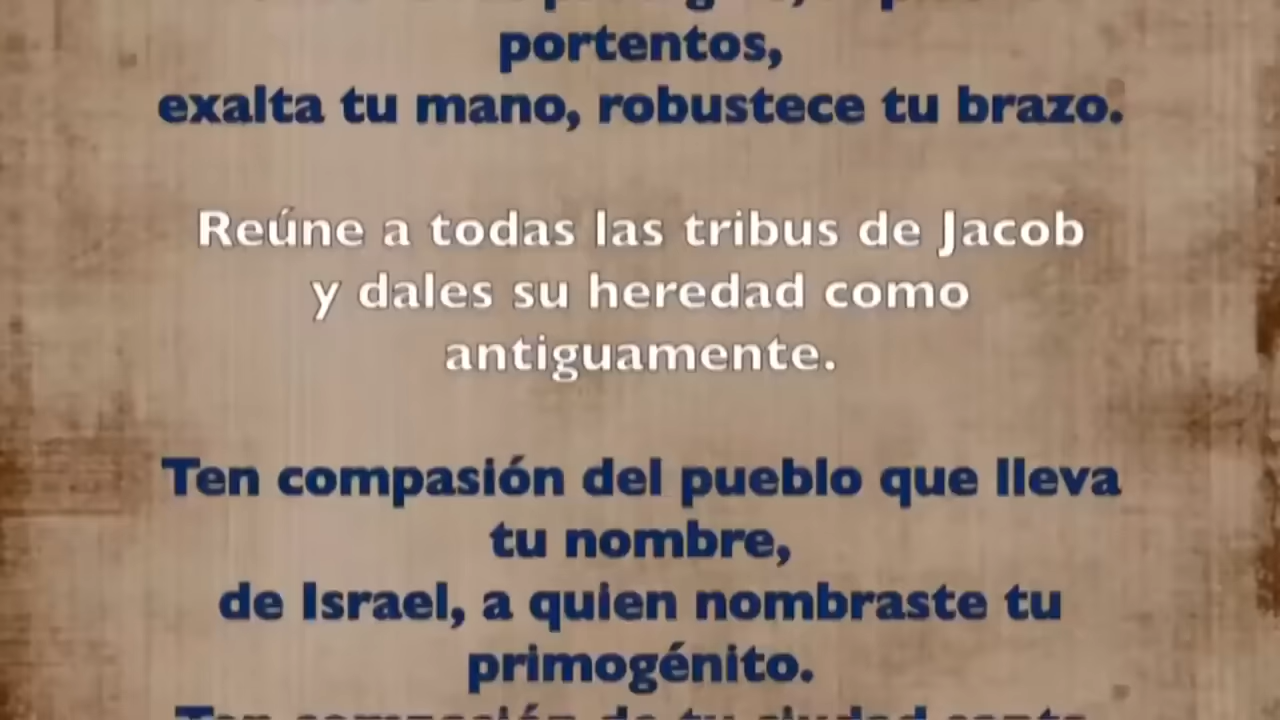 portentos,
exalta tu mano, robustece tu brazo.
Reúne a todas las tribus de Jacob
y dales su heredad como
antiguamente.
Ten compasión del pueblo que lleva
tu nombre,
de Israel, a quien nombraste tu
primogénito.